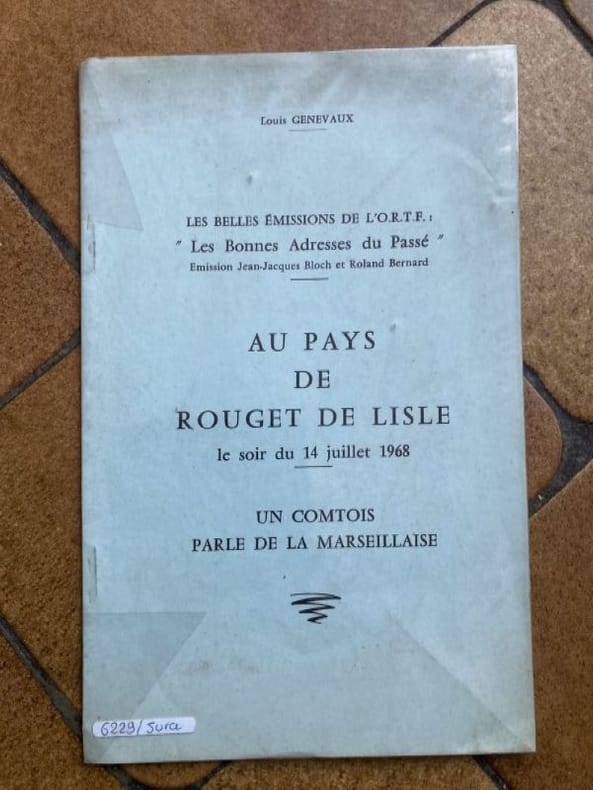 Louis GENEVAUX
LES BELLES ÉMISSIONS DE L'O.R.T.F. :
" Les Bonnes Adresses du Passé "
Emission Jean-Jacques Bloch et Roland Bernard
AU PAYS
DE
ROUGET DE LISLE
le soir du 14 juillet 1968
UN COMTOIS
PARLE DE LA MARSEILLAISE
6229/Jura